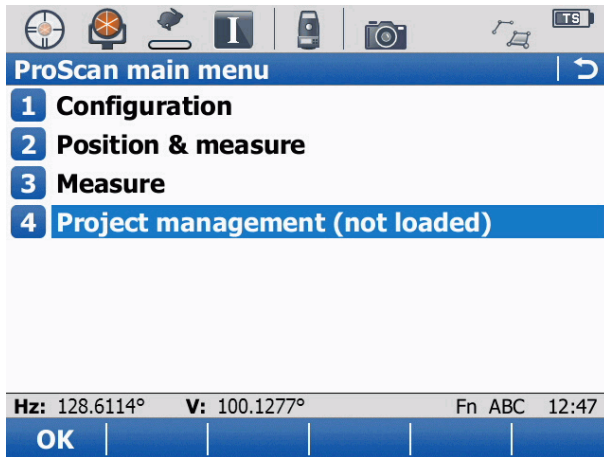 I
TS
ProScan main menu
1 Configuration
2 Position & measure
3 Measure
4 Project management (not loaded)
Hz: 128.6114° V: 100.1277° Fn ABC 12:47
OK